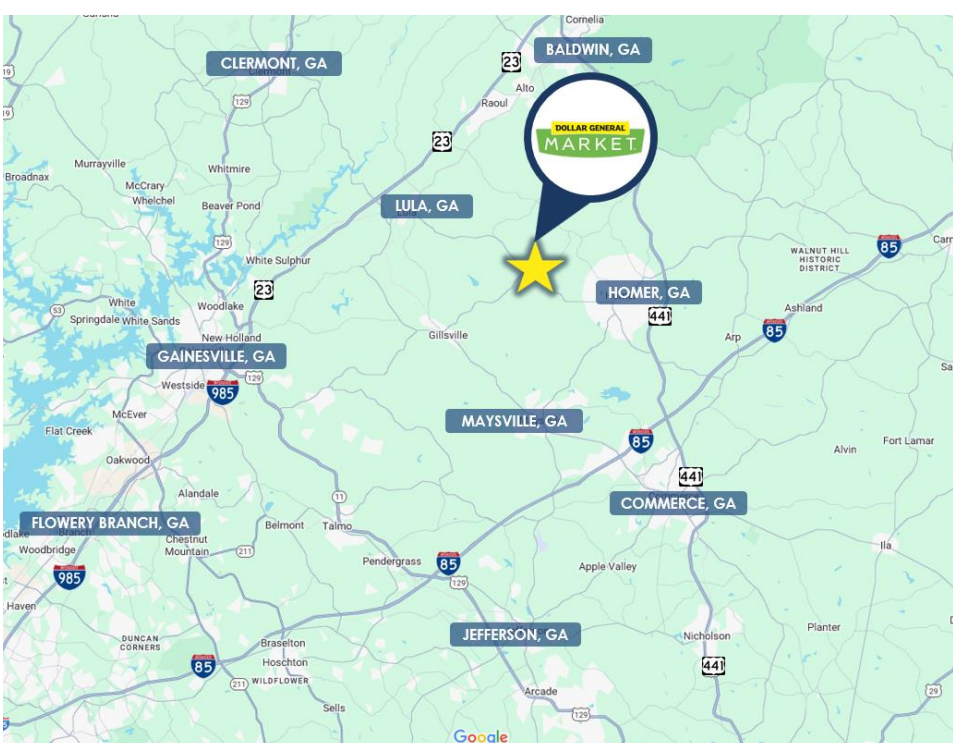 Cornelia
BALDWIN, GA
CLERMONT, GA
23
19
Alto
129
Raoul
19
DOLLAR GENERAL
MARKET
23
Murrayville
Whitmire
Broadnax
McCrary
Whelchel
Beaver Pond
LULA, GA
129
85
WALNUT HILL
HISTORIC
DISTRICT
White Sulphur
23
HOMER, GA
White
Woodlake
53
Springdale
White Sands
441
Ashland
85
Arp
Gillsville
New Holland
GAINESVILLE, GA
Westside
129
985
McEver
MAYSVILLE, GA
Flat Creek
85
Fort Lamar
Alvin
Oakwood
441
Alandale
11
COMMERCE, GA
FLOWERY BRANCH, GA
Belmont
Talmo
Chestnut
Mountain
211
Woodbridge
Ila
Pendergrass
85
Apple Valley
985
129
Haven
DUNCAN
CORNERS
JEFFERSON, GA
Planter
Nicholson
Braselton
85
Hoschton
441
211
WILDFLOWER
Arcade
29
Sells
129
Google